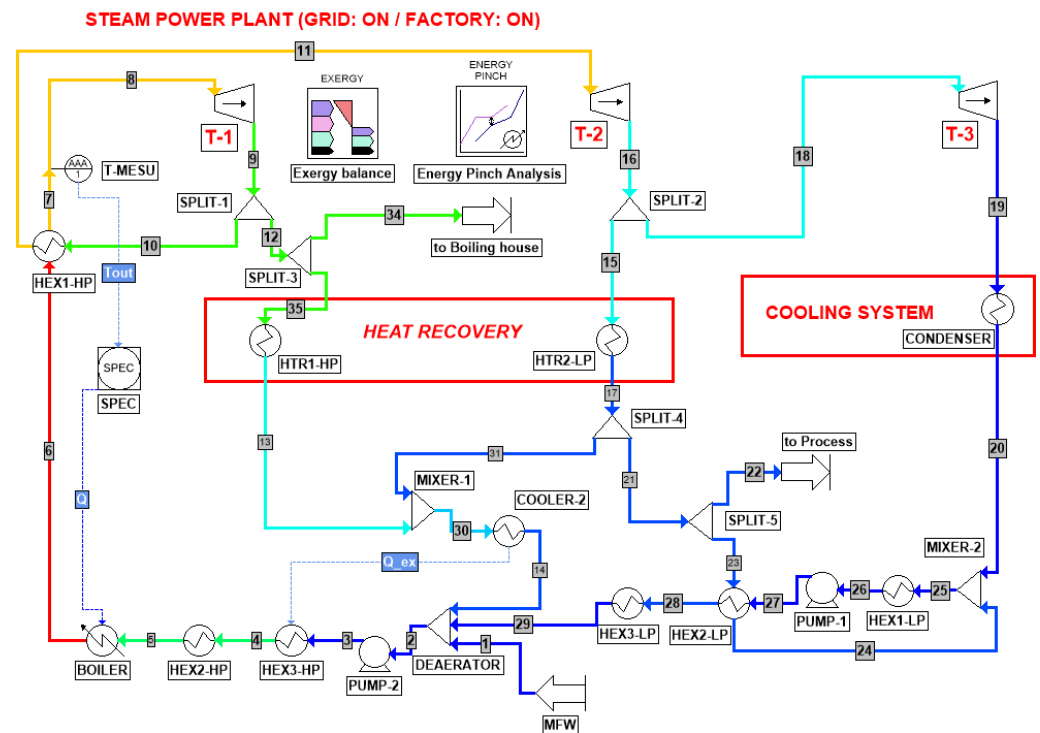 STEAM POWER PLANT (GRID: ON / FACTORY: ON)
11
8
EXERGY
ENERGY
PINCH
T-1
T-2
T-3
AAA
1
T-MESU
9
Exergy balance
Energy Pinch Analysis
16
18
7
SPLIT-1
SPLIT-2
34
19
12
10
to Boiling house
HEX1-HP
Tout
SPLIT-3
15
35
HEAT RECOVERY
COOLING SYSTEM
CONDENSER
HTR1-HP
HTR2-LP
SPEC
SPEC
17
SPLIT-4
13
to Process
6
31
20
MIXER-1
COOLER-2
21
22
Q
30
SPLIT-5
MIXER-2
Q_ex
14
23
29
28
27
26
25
HEX3-LP
HEX2-LP
PUMP-1
HEX1-LP
5
4
3
2
1
24
BOILER
HEX2-HP
HEX3-HP
PUMP-2
DEAERATOR
MFW